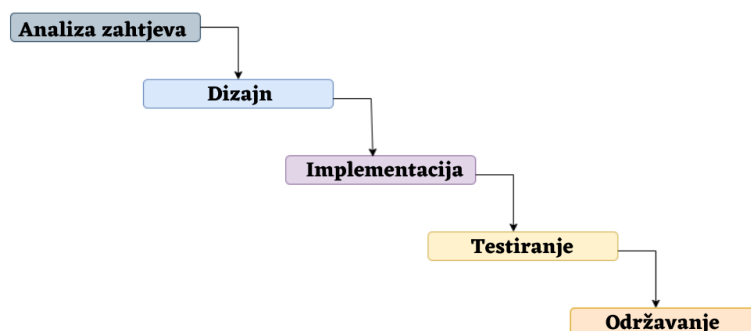 Analiza zahtjeva
Dizajn
Implementacija
Testiranje
Održavanje